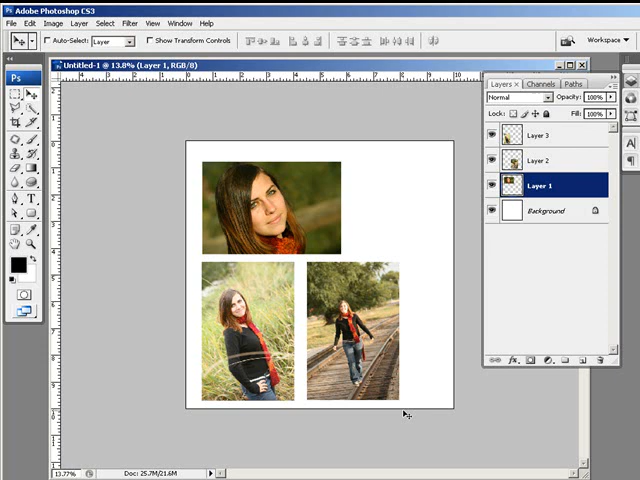 Ps Adobe Photoshop CS3
File Edit Image Layer Select Filter View Window Help
Auto-Select: Layer Show Transform Controls Workspace
Ps
Untitled-1 @ 13.8% (Layer 1, RGB/8)
Layers × Channels Paths
Normal Opacity: 100%
Lock: Fill: 100%
Layer 3
Layer 2
Layer 1
Background
13.77% Doc: 25.7M/21.6M